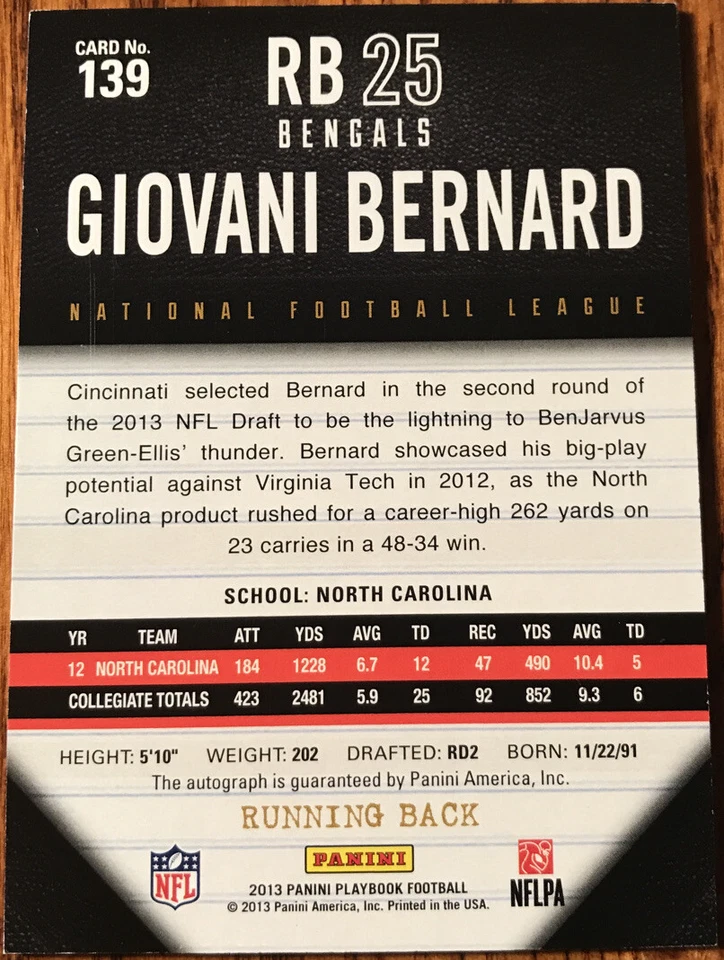 CARD No.
139
RB 25
BENGALS
GIOVANI BERNARD
NATIONAL FOOTBALL LEAGUE
Cincinnati selected Bernard in the second round of
the 2013 NFL Draft to be the lightning to BenJarvus
Green-Ellis' thunder. Bernard showcased his big-play
potential against Virginia Tech in 2012, as the North
Carolina product rushed for a career-high 262 yards on
23 carries in a 48-34 win.
SCHOOL: NORTH CAROLINA
YR TEAM ATT YDS AVG TD REC YDS AVG TD
12 NORTH CAROLINA 184 1228 6.7 12 47 490 10.4 5
COLLEGIATE TOTALS 423 2481 5.9 25 92 852 9.3 6
HEIGHT: 5'10" WEIGHT: 202 DRAFTED: RD2 BORN: 11/22/91
The autograph is guaranteed by Panini America, Inc.
RUNNING BACK
NFL
PANINI
NFLPA
2013 PANINI PLAYBOOK FOOTBALL
© 2013 Panini America, Inc. Printed in the USA.